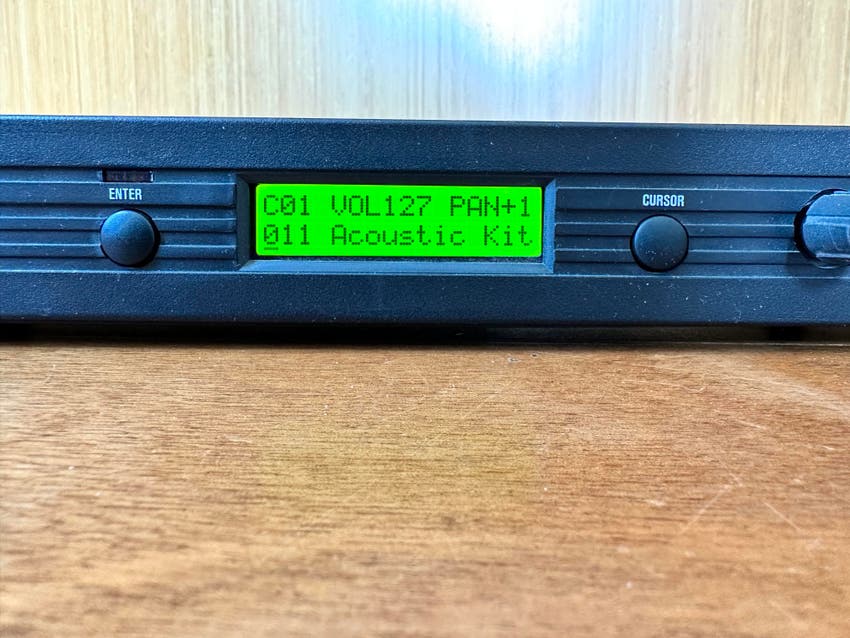 ENTER
C01 VOL127 PAN+1
011 Acoustic Kit
CURSOR